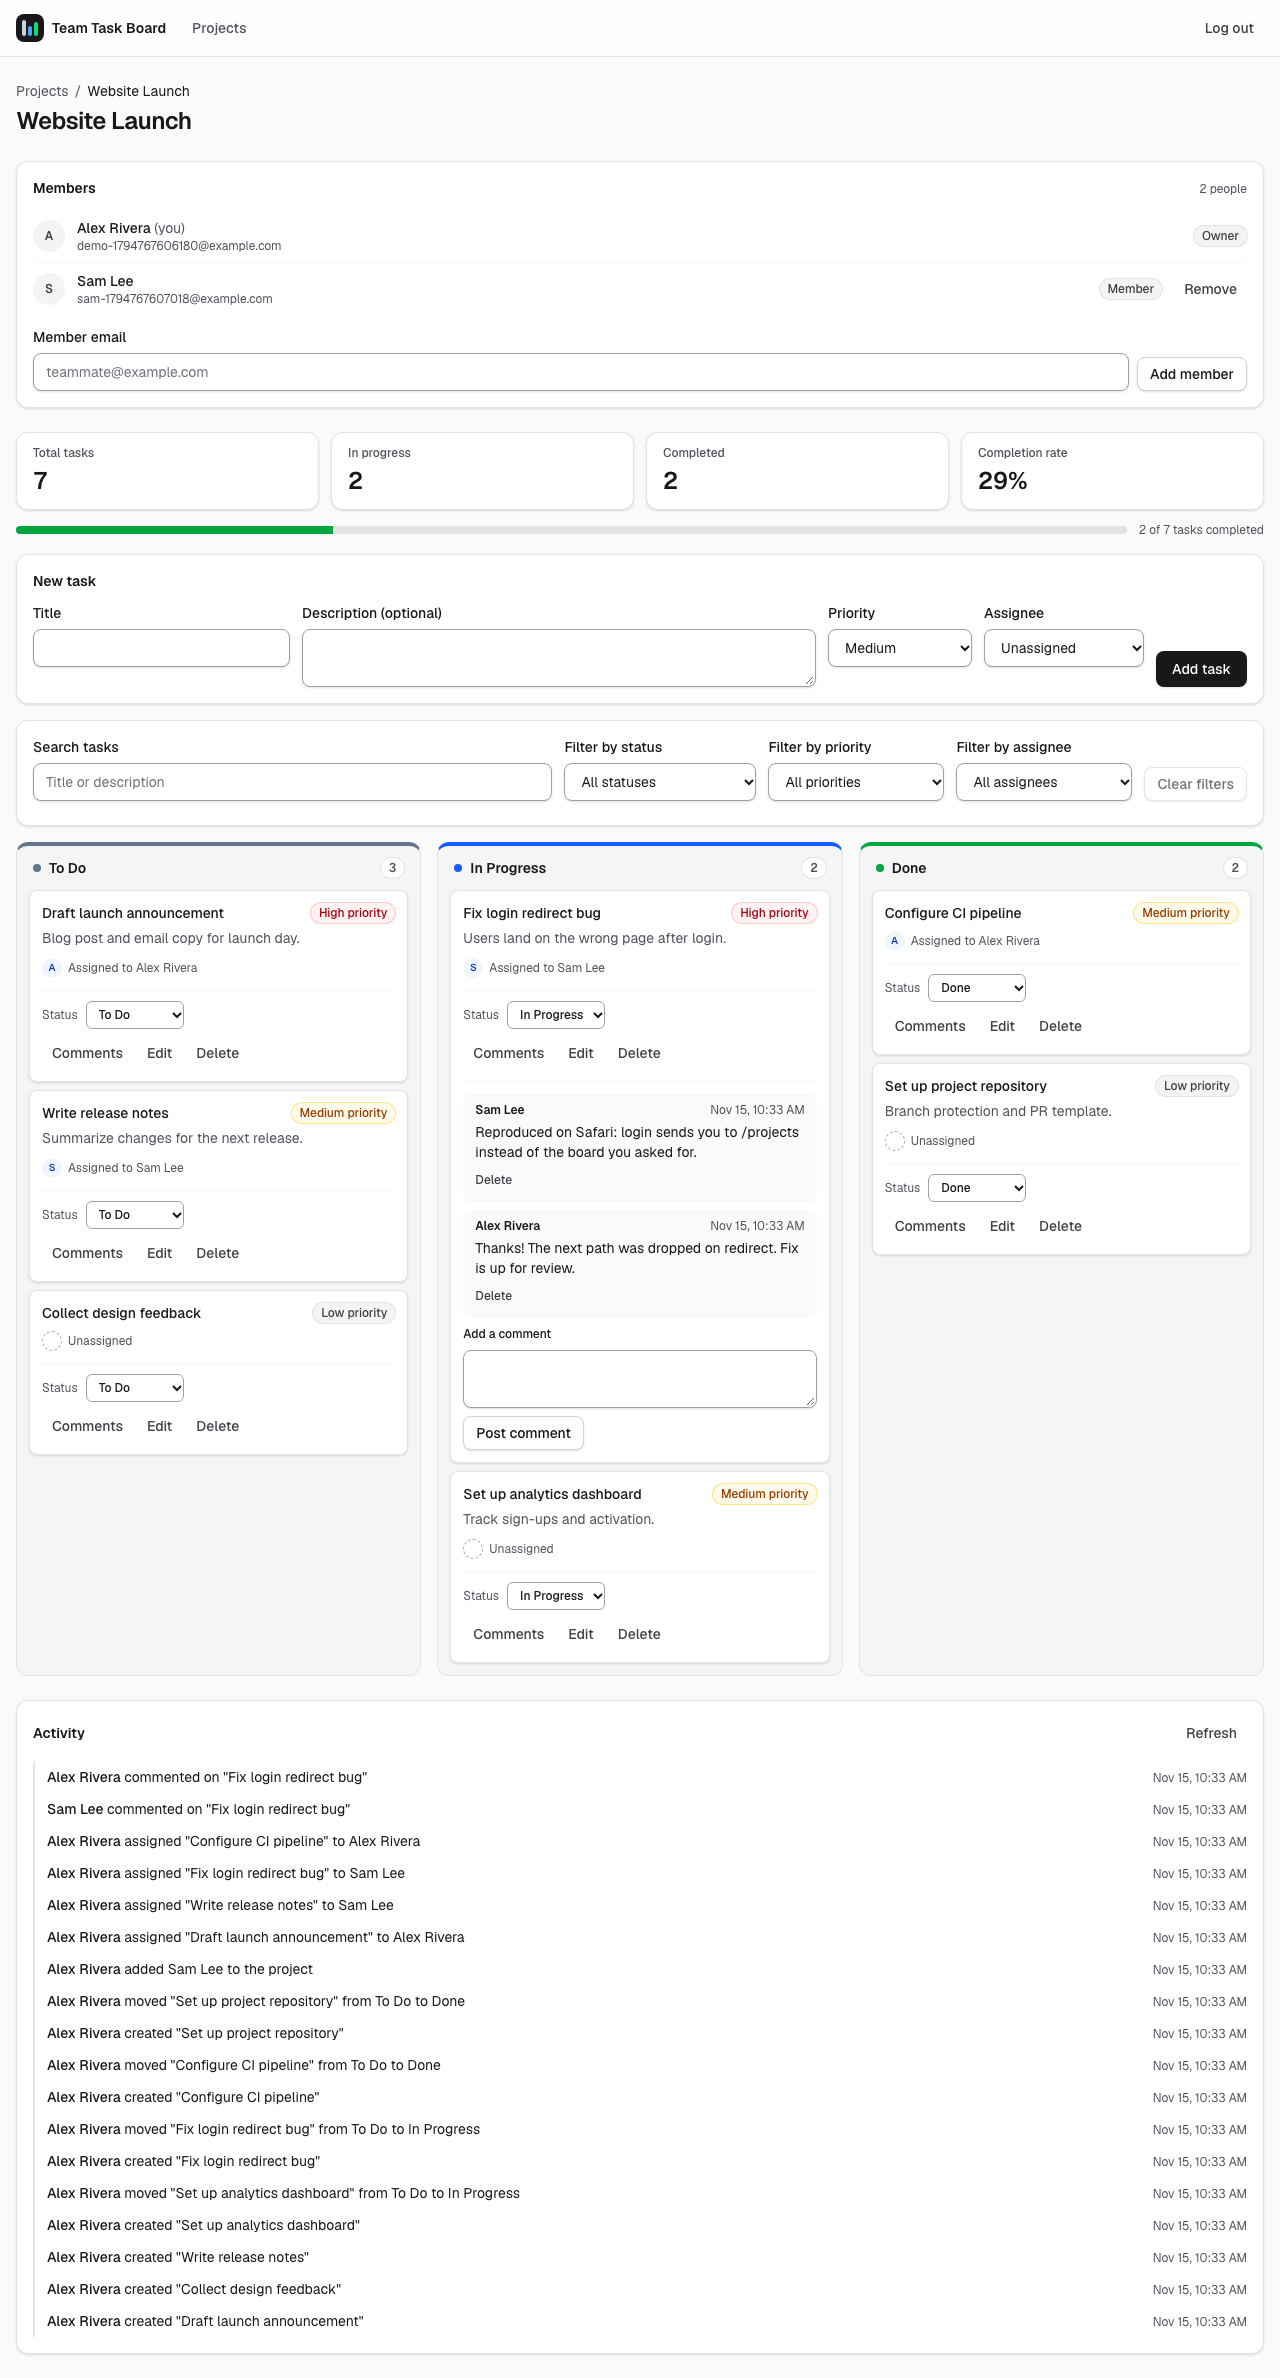 Team Task Board
Projects
Log out
Projects / Website Launch
Website Launch
Members
2 people
A
Alex Rivera (you)
demo-1794767606180@example.com
Owner
S
Sam Lee
sam-1794767607018@example.com
Member
Remove
Member email
teammate@example.com
Add member
Total tasks
7
In progress
2
Completed
2
Completion rate
29%
2 of 7 tasks completed
New task
Title
Description (optional)
Priority
Medium
Assignee
Unassigned
Add task
Search tasks
Title or description
Filter by status
All statuses
Filter by priority
All priorities
Filter by assignee
All assignees
Clear filters
To Do
3
Draft launch announcement
High priority
Blog post and email copy for launch day.
A
Assigned to Alex Rivera
Status
To Do
Comments
Edit
Delete
Write release notes
Medium priority
Summarize changes for the next release.
S
Assigned to Sam Lee
Status
To Do
Comments
Edit
Delete
Collect design feedback
Low priority
Unassigned
Status
To Do
Comments
Edit
Delete
In Progress
2
Fix login redirect bug
High priority
Users land on the wrong page after login.
S
Assigned to Sam Lee
Status
In Progress
Comments
Edit
Delete
Sam Lee
Nov 15, 10:33 AM
Reproduced on Safari: login sends you to /projects
instead of the board you asked for.
Delete
Alex Rivera
Nov 15, 10:33 AM
Thanks! The next path was dropped on redirect. Fix
is up for review.
Delete
Add a comment
Post comment
Set up analytics dashboard
Medium priority
Track sign-ups and activation.
Unassigned
Status
In Progress
Comments
Edit
Delete
Done
2
Configure CI pipeline
Medium priority
A
Assigned to Alex Rivera
Status
Done
Comments
Edit
Delete
Set up project repository
Low priority
Branch protection and PR template.
Unassigned
Status
Done
Comments
Edit
Delete
Activity
Refresh
Alex Rivera commented on "Fix login redirect bug"
Nov 15, 10:33 AM
Sam Lee commented on "Fix login redirect bug"
Nov 15, 10:33 AM
Alex Rivera assigned "Configure CI pipeline" to Alex Rivera
Nov 15, 10:33 AM
Alex Rivera assigned "Fix login redirect bug" to Sam Lee
Nov 15, 10:33 AM
Alex Rivera assigned "Write release notes" to Sam Lee
Nov 15, 10:33 AM
Alex Rivera assigned "Draft launch announcement" to Alex Rivera
Nov 15, 10:33 AM
Alex Rivera added Sam Lee to the project
Nov 15, 10:33 AM
Alex Rivera moved "Set up project repository" from To Do to Done
Nov 15, 10:33 AM
Alex Rivera created "Set up project repository"
Nov 15, 10:33 AM
Alex Rivera moved "Configure CI pipeline" from To Do to Done
Nov 15, 10:33 AM
Alex Rivera created "Configure CI pipeline"
Nov 15, 10:33 AM
Alex Rivera moved "Fix login redirect bug" from To Do to In Progress
Nov 15, 10:33 AM
Alex Rivera created "Fix login redirect bug"
Nov 15, 10:33 AM
Alex Rivera moved "Set up analytics dashboard" from To Do to In Progress
Nov 15, 10:33 AM
Alex Rivera created "Set up analytics dashboard"
Nov 15, 10:33 AM
Alex Rivera created "Write release notes"
Nov 15, 10:33 AM
Alex Rivera created "Collect design feedback"
Nov 15, 10:33 AM
Alex Rivera created "Draft launch announcement"
Nov 15, 10:33 AM